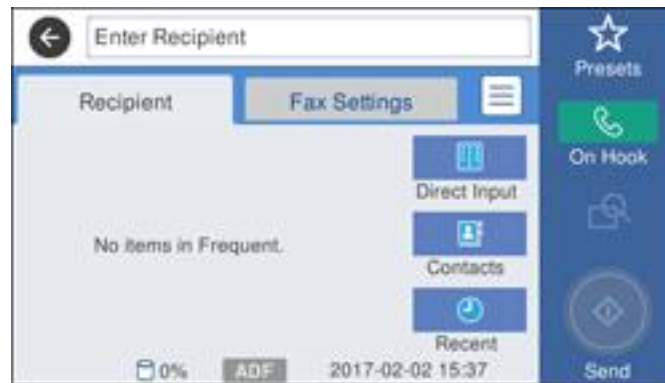 Enter Recipient
Presets
Recipient
Fax Settings
On Hook
Direct Input
No items in Frequent.
Contacts
Recent
0%
ADF
2017-02-02 15:37
Send